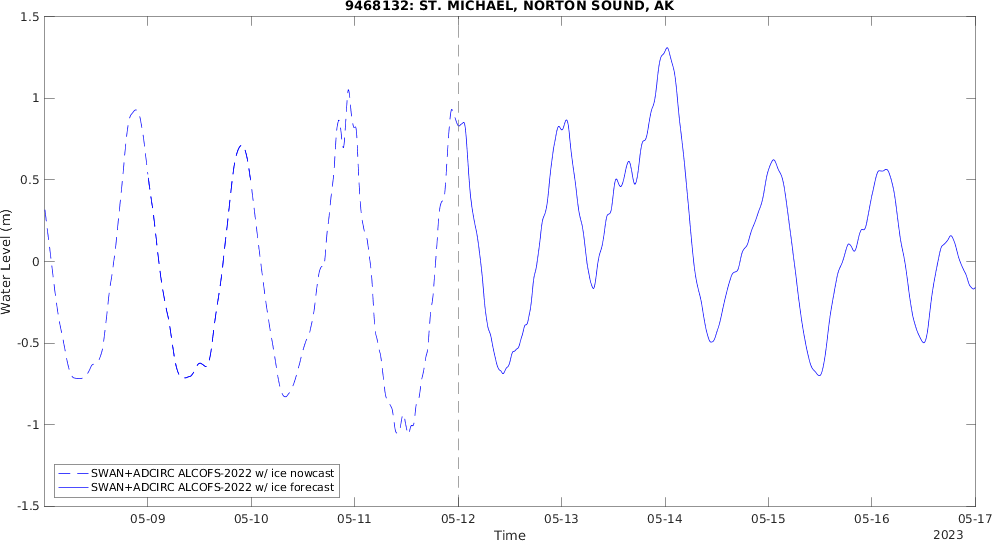 9468132: ST. MICHAEL, NORTON SOUND, AK
1.5
1
0.5
0
-0.5
-1
-1.5
Water Level (m)
SWAN+ADCIRC ALCOFS-2022 w/ ice nowcast
SWAN+ADCIRC ALCOFS-2022 w/ ice forecast
05-09 05-10 05-11 05-12 05-13 05-14 05-15 05-16 05-17
Time
2023